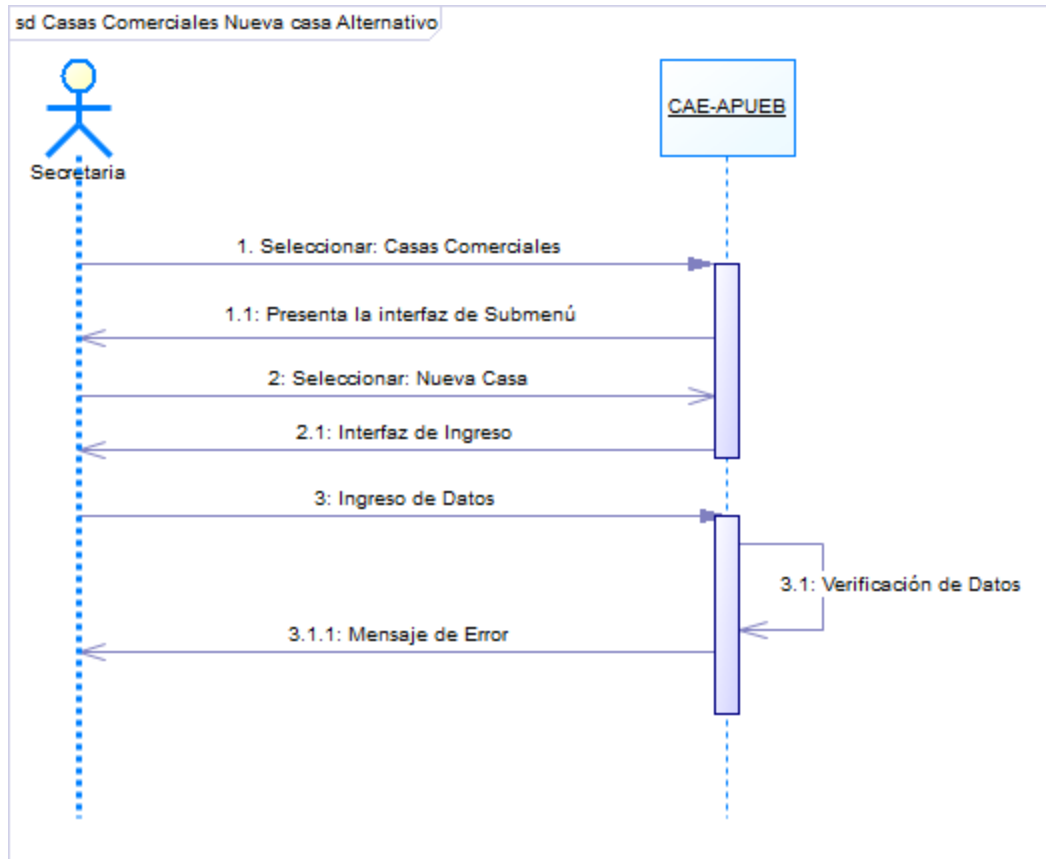 sd Casas Comerciales Nueva casa Alternativo
CAE-APUEB
Secretaria
1. Seleccionar: Casas Comerciales
1.1: Presenta la interfaz de Submenú
2: Seleccionar: Nueva Casa
2.1: Interfaz de Ingreso
3: Ingreso de Datos
3.1: Verificación de Datos
3.1.1: Mensaje de Error